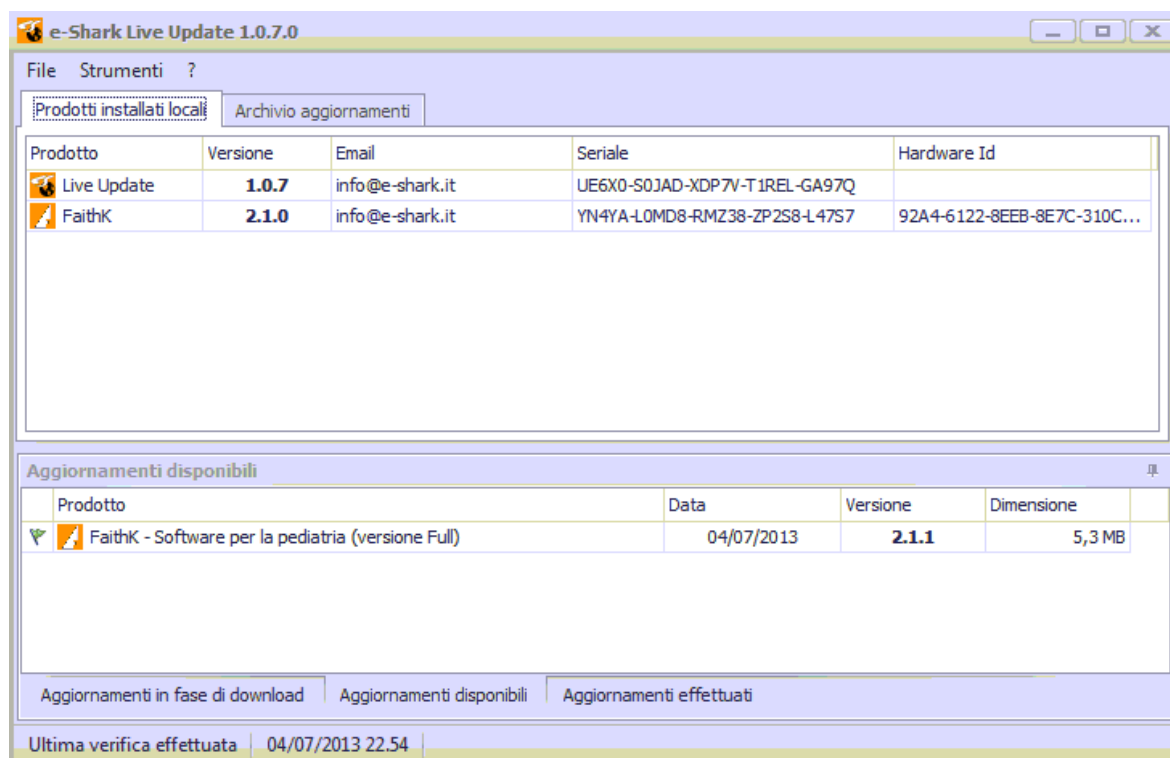 e-Shark Live Update 1.0.7.0
File Strumenti ?
Prodotti installati locali Archivio aggiornamenti
Prodotto Versione Email Seriale Hardware Id
Live Update 1.0.7 info@e-shark.it UE6X0-S0JAD-XDP7V-T1REL-GA97Q
FaithK 2.1.0 info@e-shark.it YN4YA-L0MD8-RMZ38-ZP2S8-L47S7 92A4-6122-8EEB-8E7C-310C...
Aggiornamenti disponibili
Prodotto Data Versione Dimensione
FaithK - Software per la pediatria (versione Full) 04/07/2013 2.1.1 5,3 MB
Aggiornamenti in fase di download Aggiornamenti disponibili Aggiornamenti effettuati
Ultima verifica effettuata 04/07/2013 22.54